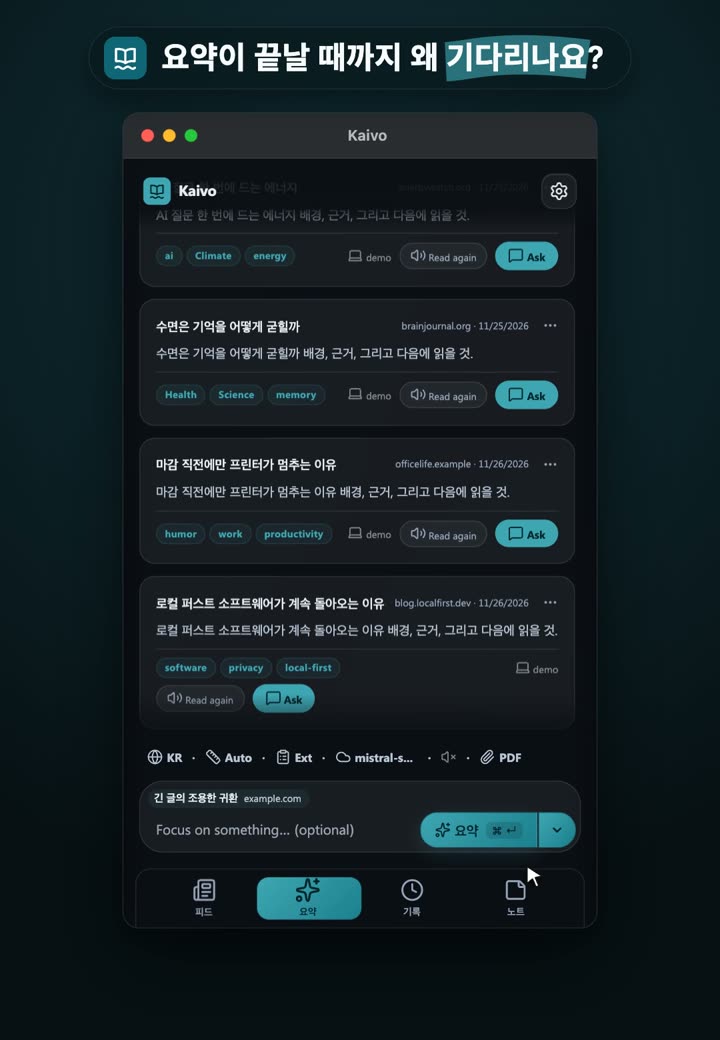 요약이 끝날 때까지 왜 기다리나요?
Kaivo
Kaivo
한 번에 드는 에너지
AI 질문 한 번에 드는 에너지 배경, 근거, 그리고 다음에 읽을 것.
ai Climate energy demo Read again Ask
수면은 기억을 어떻게 굳힐까 brainjournal.org · 11/25/2026 ···
수면은 기억을 어떻게 굳힐까 배경, 근거, 그리고 다음에 읽을 것.
Health Science memory demo Read again Ask
마감 직전에만 프린터가 멈추는 이유 officelife.example · 11/26/2026 ···
마감 직전에만 프린터가 멈추는 이유 배경, 근거, 그리고 다음에 읽을 것.
humor work productivity demo Read again Ask
로컬 퍼스트 소프트웨어가 계속 돌아오는 이유 blog.localfirst.dev · 11/26/2026 ···
로컬 퍼스트 소프트웨어가 계속 돌아오는 이유 배경, 근거, 그리고 다음에 읽을 것.
software privacy local-first demo
Read again Ask
KR · Auto · Ext · mistral-s... · · PDF
긴 글의 조용한 귀환 example.com
Focus on something... (optional) 요약 ⌘ ↵
피드 요약 기록 노트